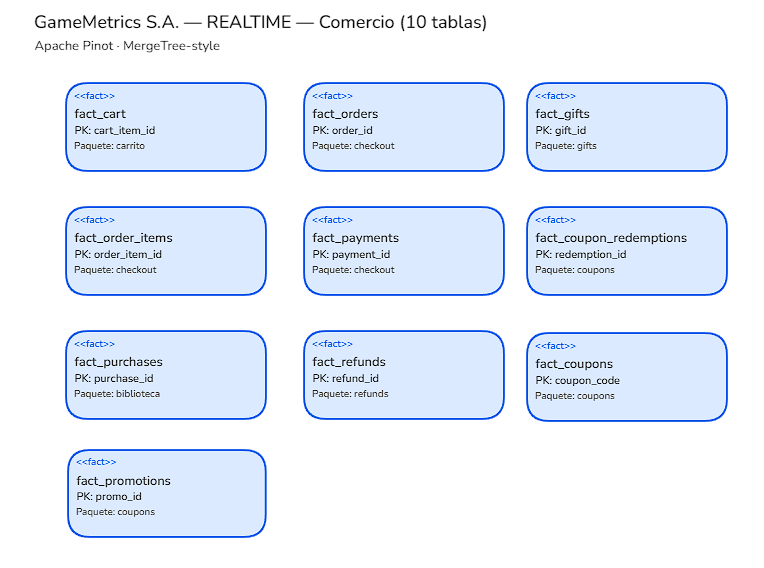 GameMetrics S.A. — REALTIME — Comercio (10 tablas)
Apache Pinot · MergeTree-style
<<fact>>
fact_cart
PK: cart_item_id
Paquete: carrito
<<fact>>
fact_orders
PK: order_id
Paquete: checkout
<<fact>>
fact_gifts
PK: gift_id
Paquete: gifts
<<fact>>
fact_order_items
PK: order_item_id
Paquete: checkout
<<fact>>
fact_payments
PK: payment_id
Paquete: checkout
<<fact>>
fact_coupon_redemptions
PK: redemption_id
Paquete: coupons
<<fact>>
fact_purchases
PK: purchase_id
Paquete: biblioteca
<<fact>>
fact_refunds
PK: refund_id
Paquete: refunds
<<fact>>
fact_coupons
PK: coupon_code
Paquete: coupons
<<fact>>
fact_promotions
PK: promo_id
Paquete: coupons